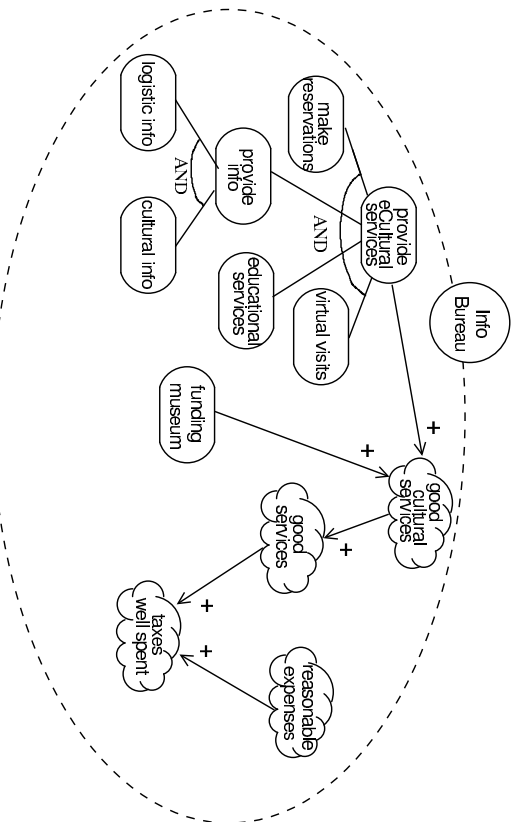 Info
Bureau
provide
eCultural
services
AND
make
reservations
provide
info
AND
logistic info
cultural info
educational
services
virtual visits
funding
museum
+
+
good
cultural
services
+
good
services
+
+
taxes
well spent
reasonable
expenses